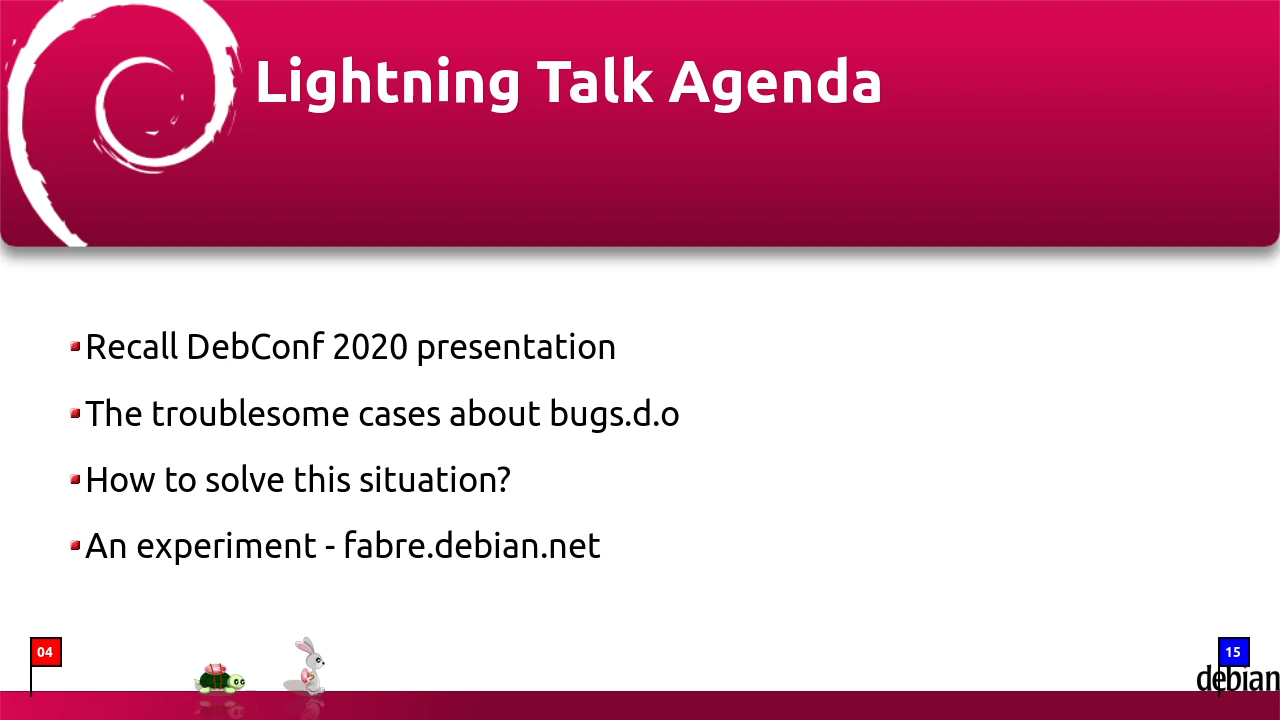 Lightning Talk Agenda
Recall DebConf 2020 presentation
The troublesome cases about bugs.d.o
How to solve this situation?
An experiment - fabre.debian.net
04
15
debian